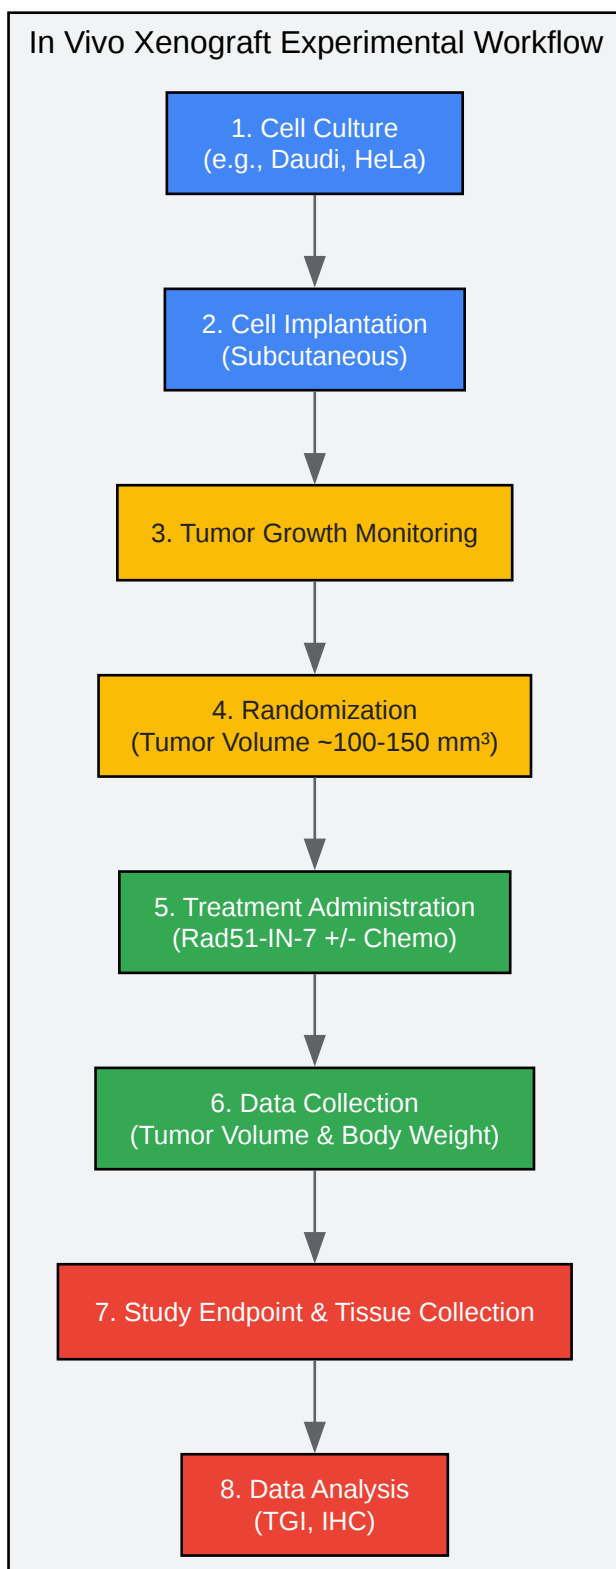 In Vivo Xenograft Experimental Workflow
1. Cell Culture
(e.g., Daudi, HeLa)
2. Cell Implantation
(Subcutaneous)
3. Tumor Growth Monitoring
4. Randomization
(Tumor Volume ~100-150 mm³)
5. Treatment Administration
(Rad51-IN-7 +/- Chemo)
6. Data Collection
(Tumor Volume & Body Weight)
7. Study Endpoint & Tissue Collection
8. Data Analysis
(TGI, IHC)